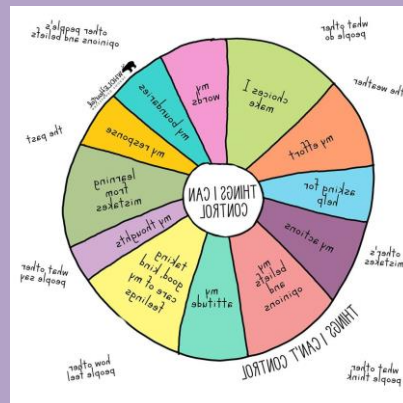 other people's
opinions and beliefs
what other
people do
the weather
other's
mistakes
what other
people think
how other
people feel
what other
people say
the past
THINGS I CAN'T CONTROL
THINGS I CAN
CONTROL
choices I
make
my effort
asking for
help
my actions
my
beliefs
and
opinions
my
attitude
taking
good, kind
care of my
feelings
my thoughts
learning
from
mistakes
my response
my boundaries
my
words